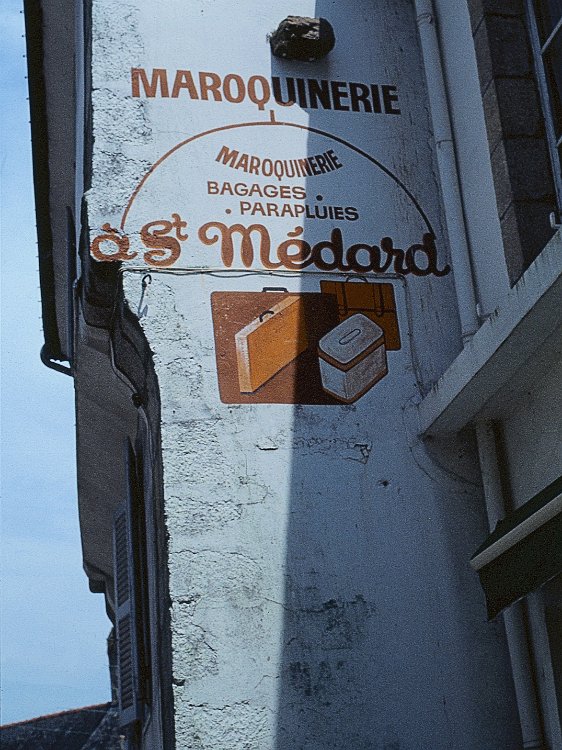 MAROQUINERIE
MAROQUINERIE
BAGAGES.
. PARAPLUIES
à St Médard